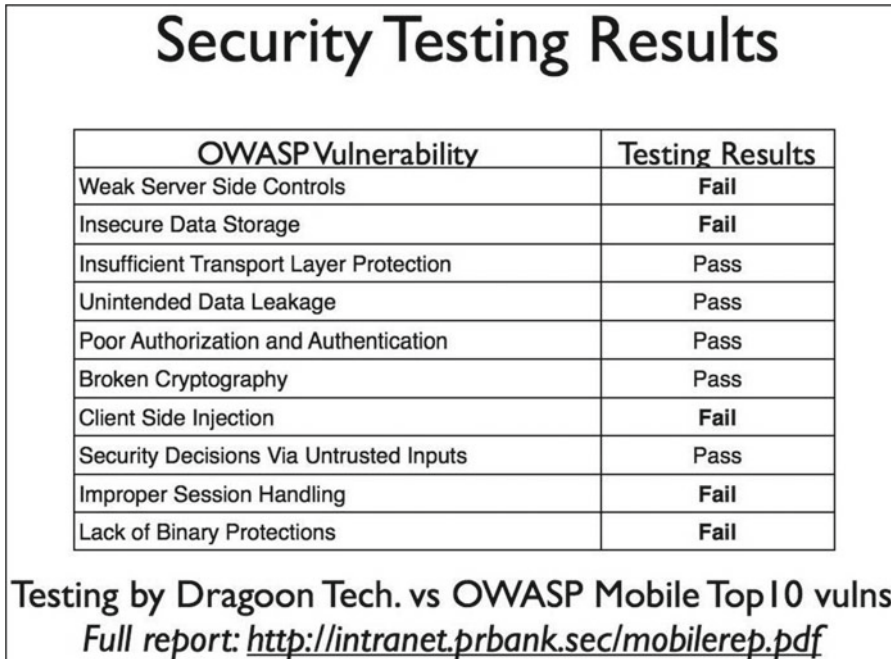 Security Testing Results
OWASP Vulnerability Testing Results
Weak Server Side Controls Fail
Insecure Data Storage Fail
Insufficient Transport Layer Protection Pass
Unintended Data Leakage Pass
Poor Authorization and Authentication Pass
Broken Cryptography Pass
Client Side Injection Fail
Security Decisions Via Untrusted Inputs Pass
Improper Session Handling Fail
Lack of Binary Protections Fail
Testing by Dragoon Tech. vs OWASP Mobile Top10 vulns
Full report: http://intranet.prbank.sec/mobilerep.pdf